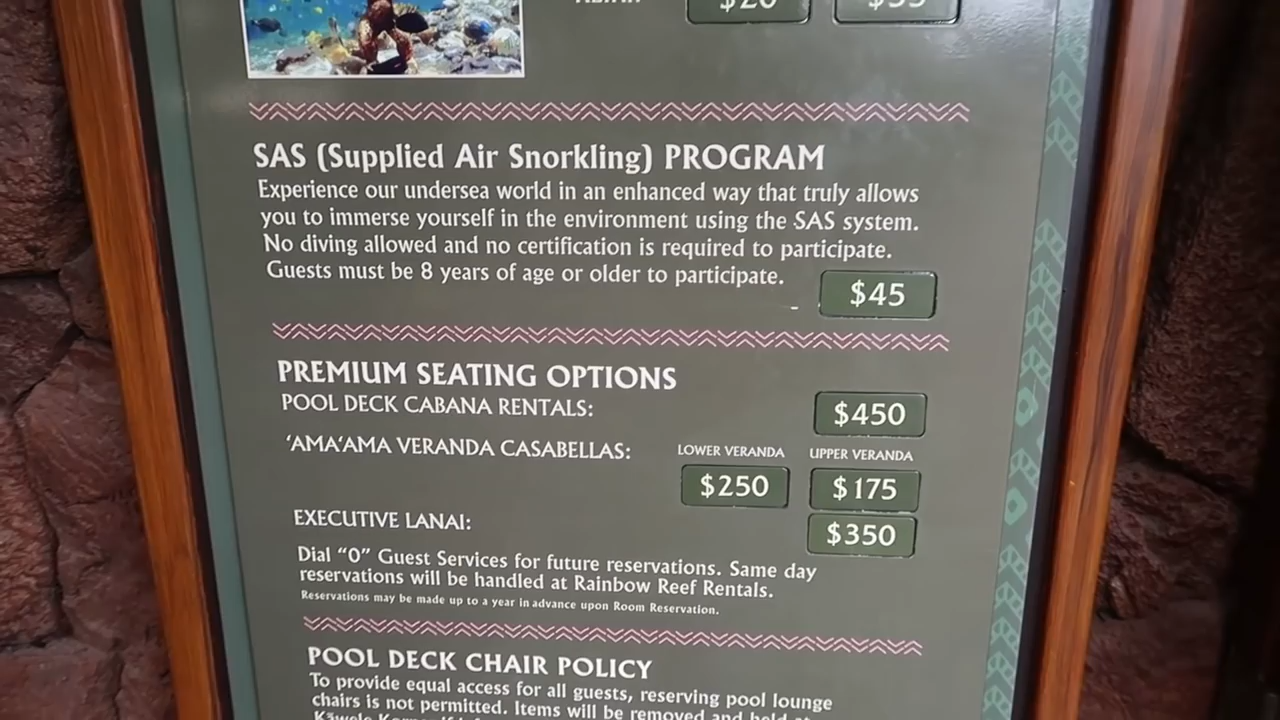 SAS (Supplied Air Snorkling) PROGRAM
Experience our undersea world in an enhanced way that truly allows
you to immerse yourself in the environment using the SAS system.
No diving allowed and no certification is required to participate.
Guests must be 8 years of age or older to participate.
$45
PREMIUM SEATING OPTIONS
POOL DECK CABANA RENTALS:
$450
‘AMA‘AMA VERANDA CASABELLAS:
LOWER VERANDA
UPPER VERANDA
$250
$175
EXECUTIVE LANAI:
$350
Dial “0” Guest Services for future reservations. Same day
reservations will be handled at Rainbow Reef Rentals.
Reservations may be made up to a year in advance upon Room Reservation.
POOL DECK CHAIR POLICY
To provide equal access for all guests, reserving pool lounge
chairs is not permitted. Items will be removed and held at